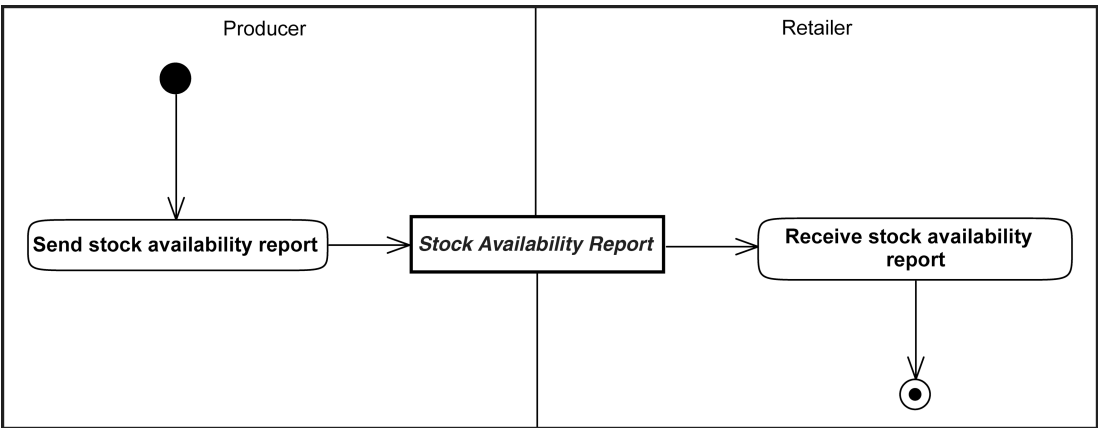 Producer
Retailer
Send stock availability report
Stock Availability Report
Receive stock availability
report